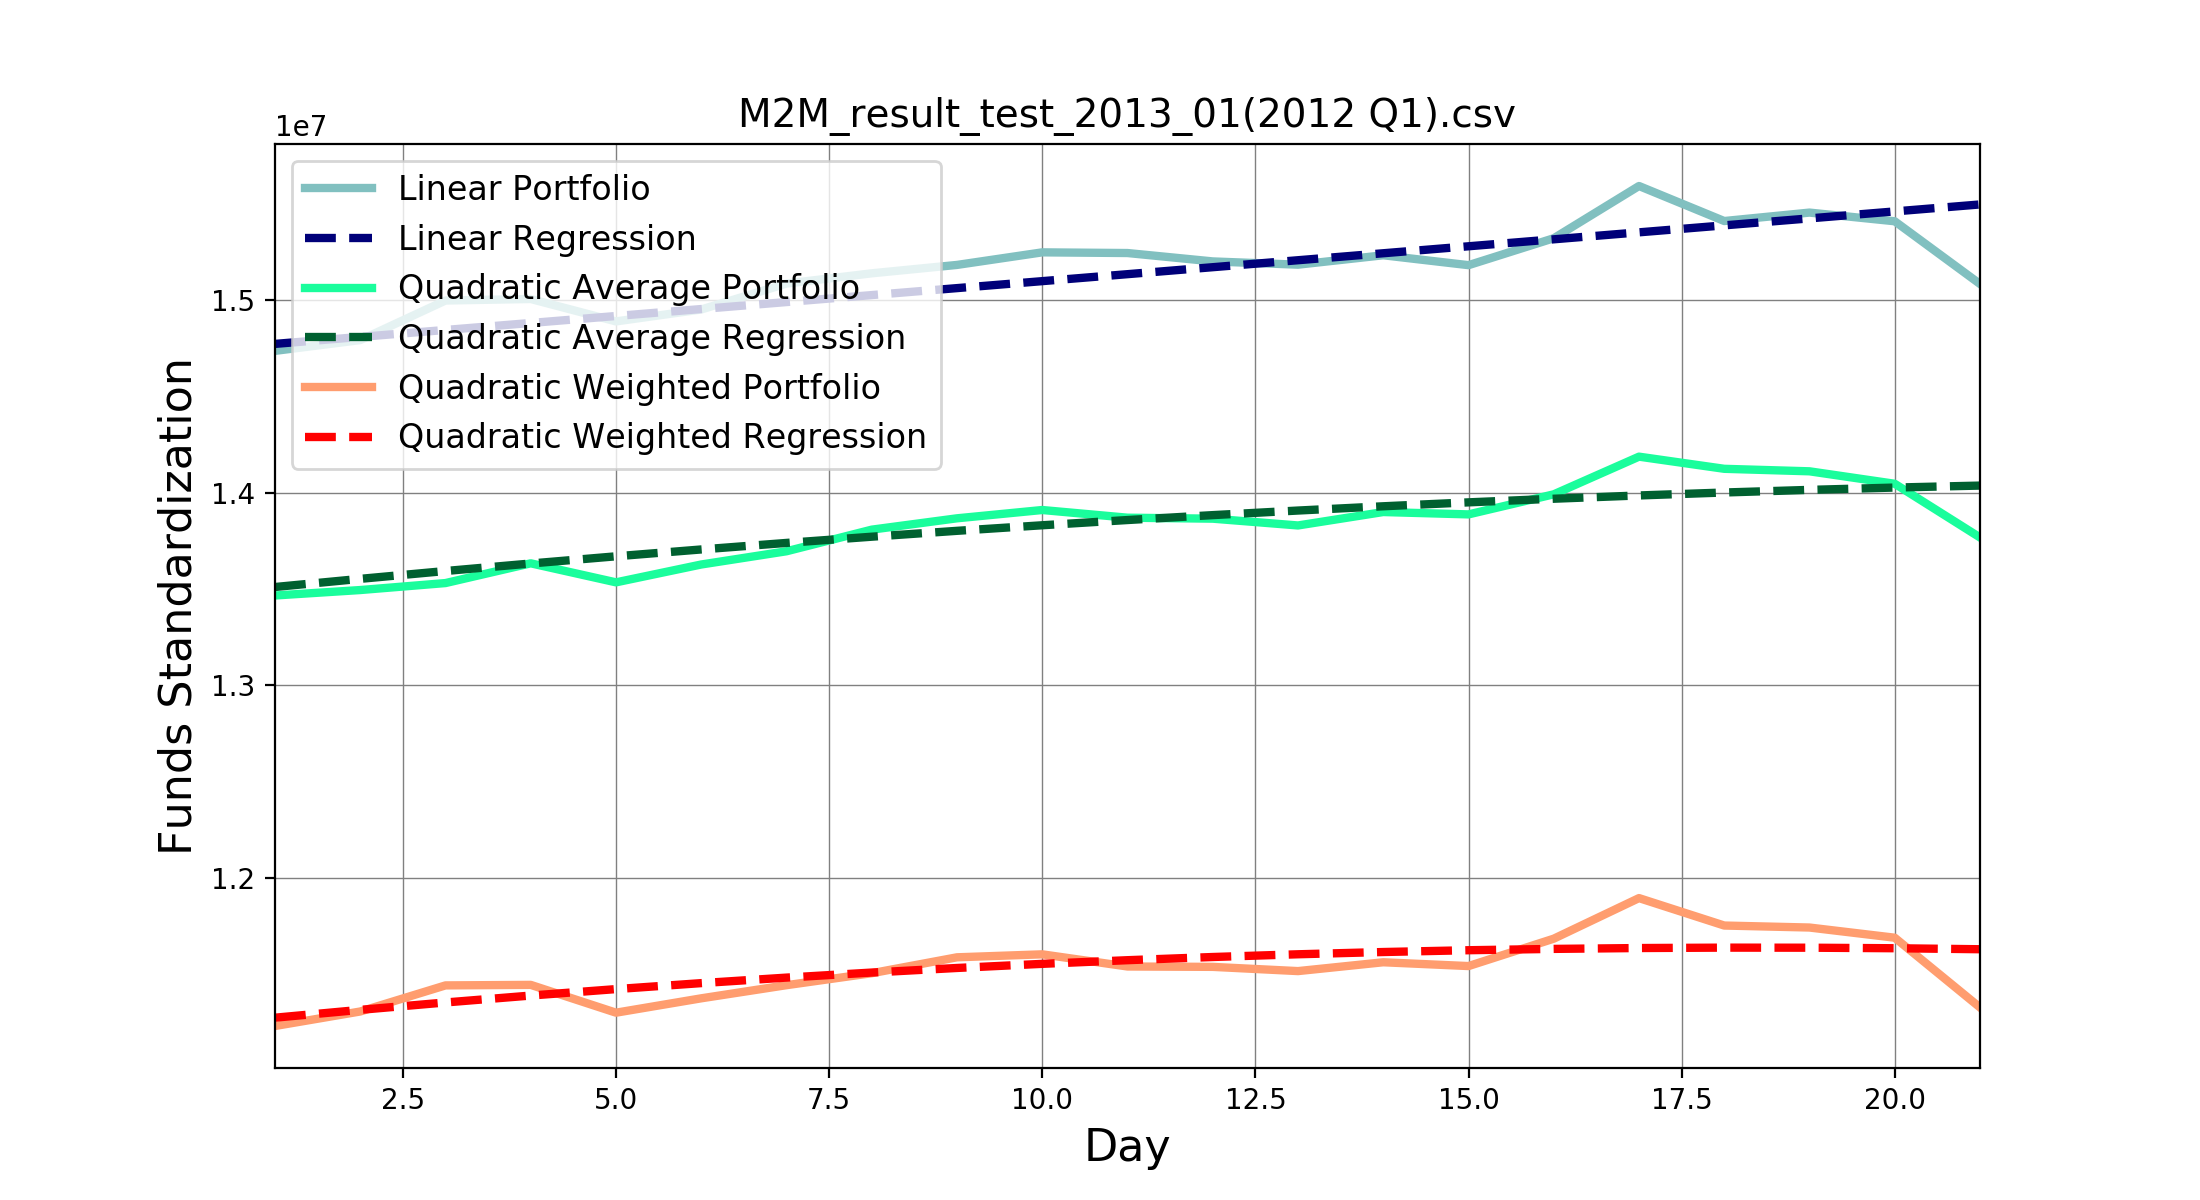 M2M_result_test_2013_01(2012 Q1).csv
1e7
Linear Portfolio
Linear Regression
Quadratic Average Portfolio
Quadratic Average Regression
Quadratic Weighted Portfolio
Quadratic Weighted Regression
1.5
1.4
1.3
1.2
Funds Standardization
2.5 5.0 7.5 10.0 12.5 15.0 17.5 20.0
Day